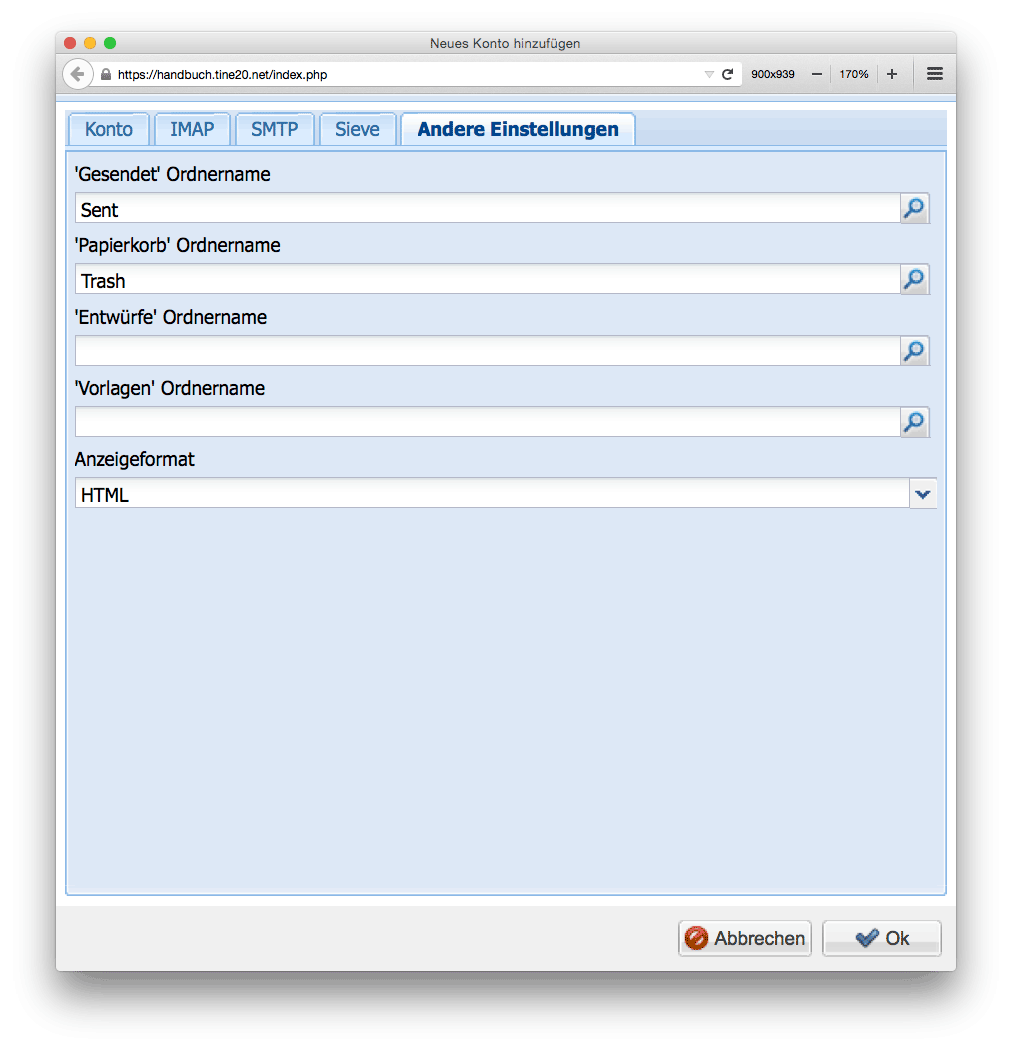 Neues Konto hinzufügen
https://handbuch.tine20.net/index.php 900x939 170%
Konto IMAP SMTP Sieve Andere Einstellungen
'Gesendet' Ordnername
Sent
'Papierkorb' Ordnername
Trash
'Entwürfe' Ordnername
'Vorlagen' Ordnername
Anzeigeformat
HTML
Abbrechen Ok